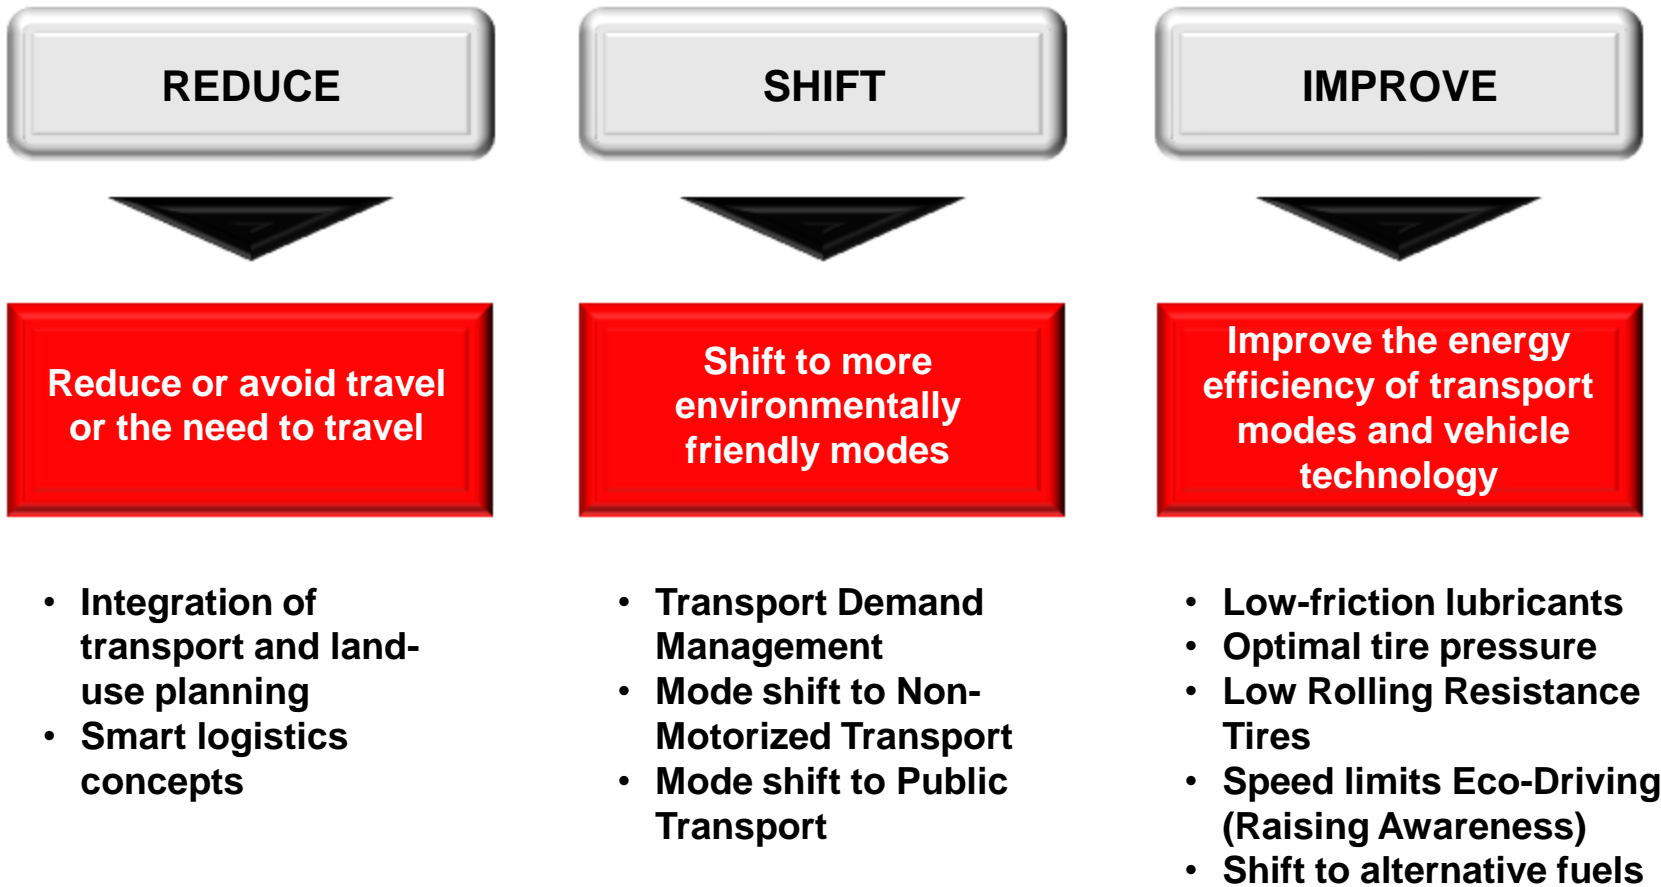 REDUCE
Reduce or avoid travel
or the need to travel
• Integration of
transport and land-
use planning
• Smart logistics
concepts
SHIFT
Shift to more
environmentally
friendly modes
• Transport Demand
Management
• Mode shift to Non-
Motorized Transport
• Mode shift to Public
Transport
IMPROVE
Improve the energy
efficiency of transport
modes and vehicle
technology
• Low-friction lubricants
• Optimal tire pressure
• Low Rolling Resistance
Tires
• Speed limits Eco-Driving
(Raising Awareness)
• Shift to alternative fuels